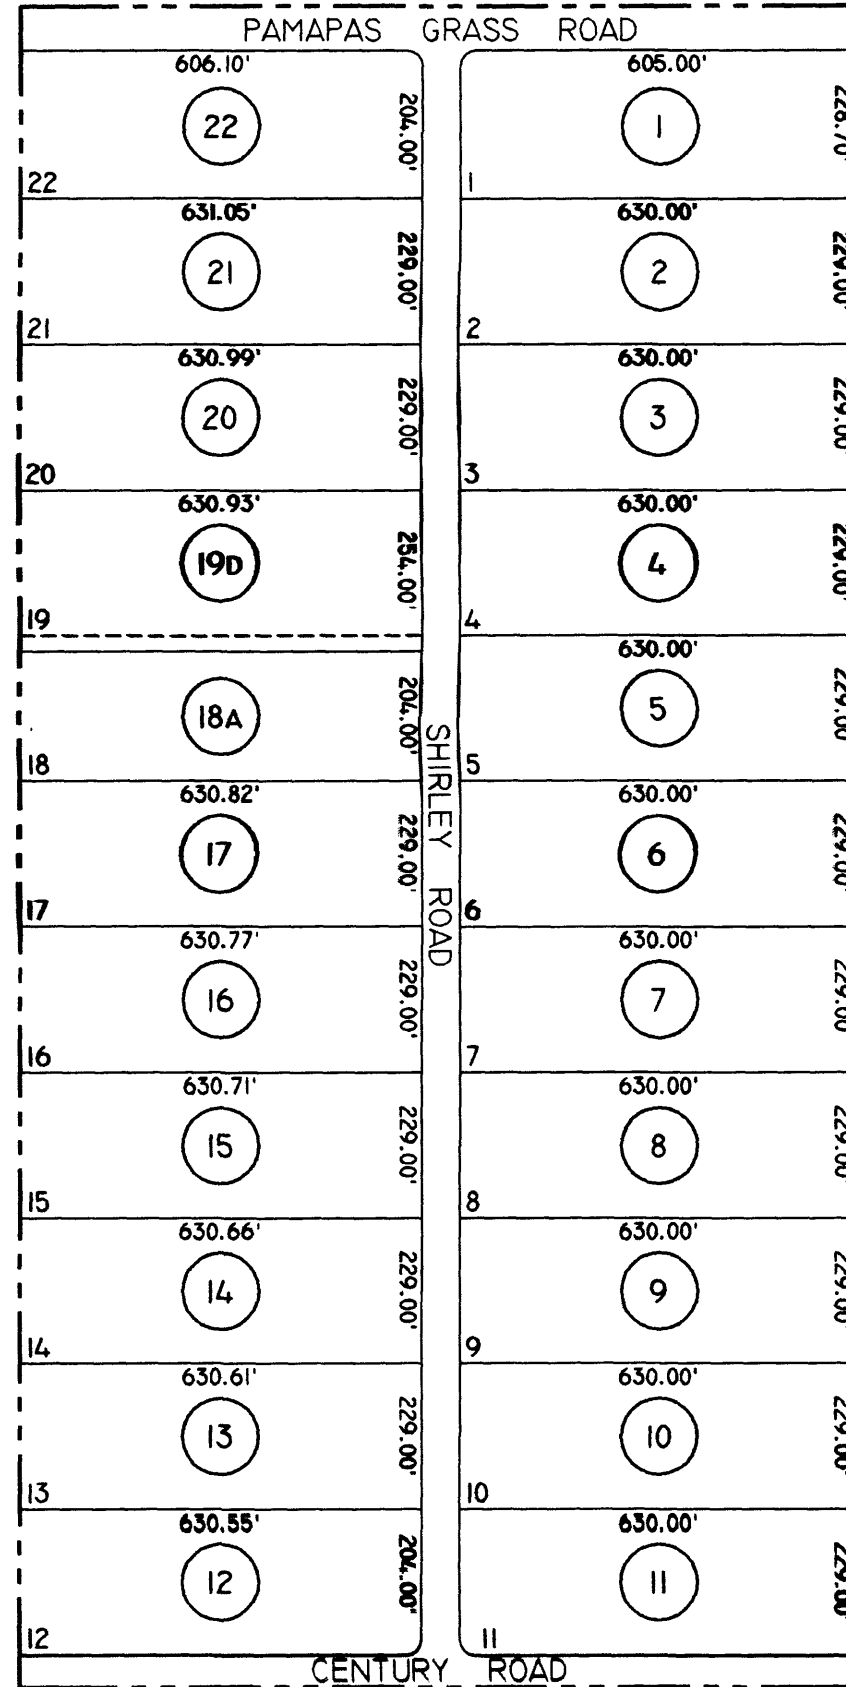 PAMAPAS GRASS ROAD
606.10' 605.00'
22 204.00' 1 228.70'
22 1
631.05' 630.00'
21 229.00' 2 229.00'
21 2
630.99' 630.00'
20 229.00' 3 229.00'
20 3
630.93' 630.00'
19D 254.00' 4 229.00'
19 4
630.00'
18A 204.00' 5 229.00'
18 5
SHIRLEY ROAD
630.82' 630.00'
17 229.00' 6 229.00'
17 6
630.77' 630.00'
16 229.00' 7 229.00'
16 7
630.71' 630.00'
15 229.00' 8 229.00'
15 8
630.66' 630.00'
14 229.00' 9 229.00'
14 9
630.61' 630.00'
13 229.00' 10 229.00'
13 10
630.55' 630.00'
12 204.00' 11 229.00'
12 11
CENTURY ROAD